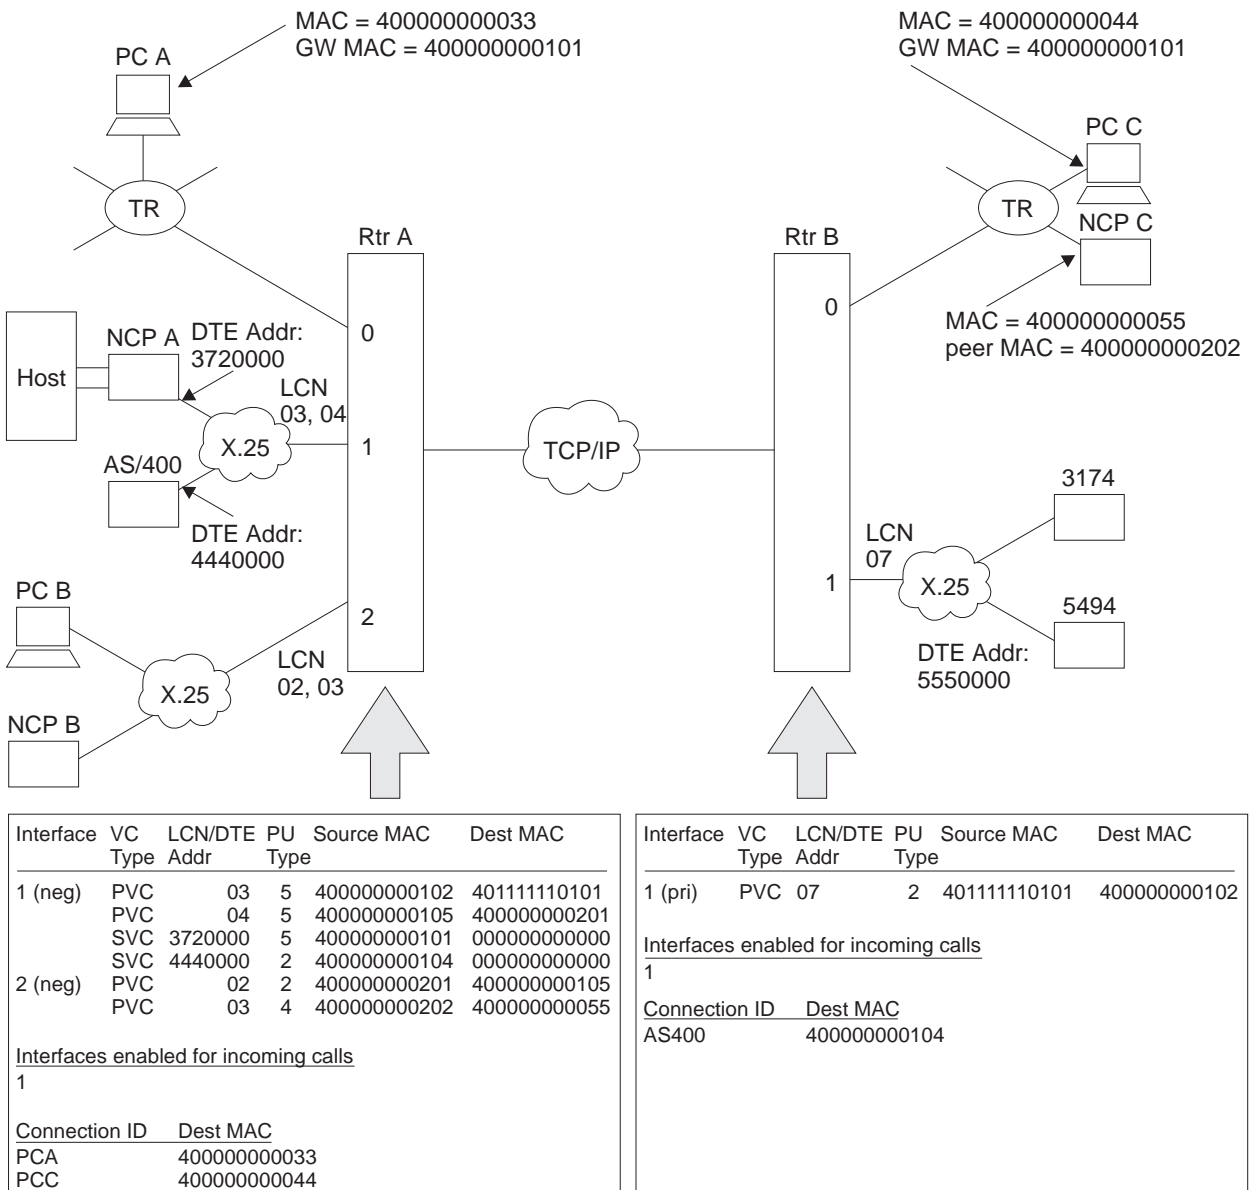 MAC = 400000000033
GW MAC = 400000000101
MAC = 400000000044
GW MAC = 400000000101
PC A
PC C
TR
TR
NCP C
Rtr A
Rtr B
0
0
MAC = 400000000055
peer MAC = 400000000202
Host
NCP A
DTE Addr:
3720000
LCN
03, 04
X.25
1
TCP/IP
AS/400
DTE Addr:
4440000
3174
LCN
07
1
X.25
5494
DTE Addr:
5550000
PC B
2
LCN
02, 03
X.25
NCP B
Interface VC LCN/DTE PU Source MAC Dest MAC
Type Addr Type
1 (neg) PVC 03 5 400000000102 401111110101
PVC 04 5 400000000105 400000000201
SVC 3720000 5 400000000101 000000000000
SVC 4440000 2 400000000104 000000000000
2 (neg) PVC 02 2 400000000201 400000000105
PVC 03 4 400000000202 400000000055
Interfaces enabled for incoming calls
1
Connection ID Dest MAC
PCA 400000000033
PCC 400000000044
Interface VC LCN/DTE PU Source MAC Dest MAC
Type Addr Type
1 (pri) PVC 07 2 401111110101 400000000102
Interfaces enabled for incoming calls
1
Connection ID Dest MAC
AS400 400000000104